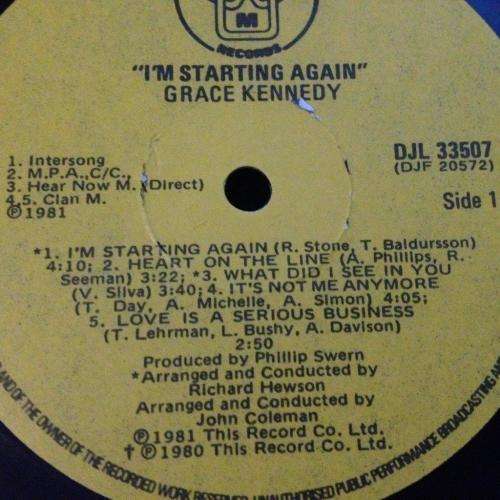 M
RECORDS
"I'M STARTING AGAIN"
GRACE KENNEDY
1. Intersong
2. M.P.A.,C/C.,
3. Hear Now M. (Direct)
4,5. Clan M.
℗1981
DJL 33507
(DJF 20572)
Side 1
*1. I'M STARTING AGAIN (R. Stone, T. Baldursson)
4:10; 2. HEART ON THE LINE (A. Phillips, R.
Seeman) 3:22; *3. WHAT DID I SEE IN YOU
(V. Silva) 3:40; 4. IT'S NOT ME ANYMORE
(T. Day, A. Michelle, A. Simon) 4:05;
5. LOVE IS A SERIOUS BUSINESS
(T. Lehrman, L. Bushy, A. Davison)
2:50
Produced by Phillip Swern
*Arranged and Conducted by
Richard Hewson
Arranged and Conducted by
John Coleman
℗1981 This Record Co. Ltd.
† ℗ 1980 This Record Co. Ltd.
AND OF THE OWNER OF THE RECORDED WORK RESERVED. UNAUTHORISED PUBLIC PERFORMANCE BROADCASTING AND